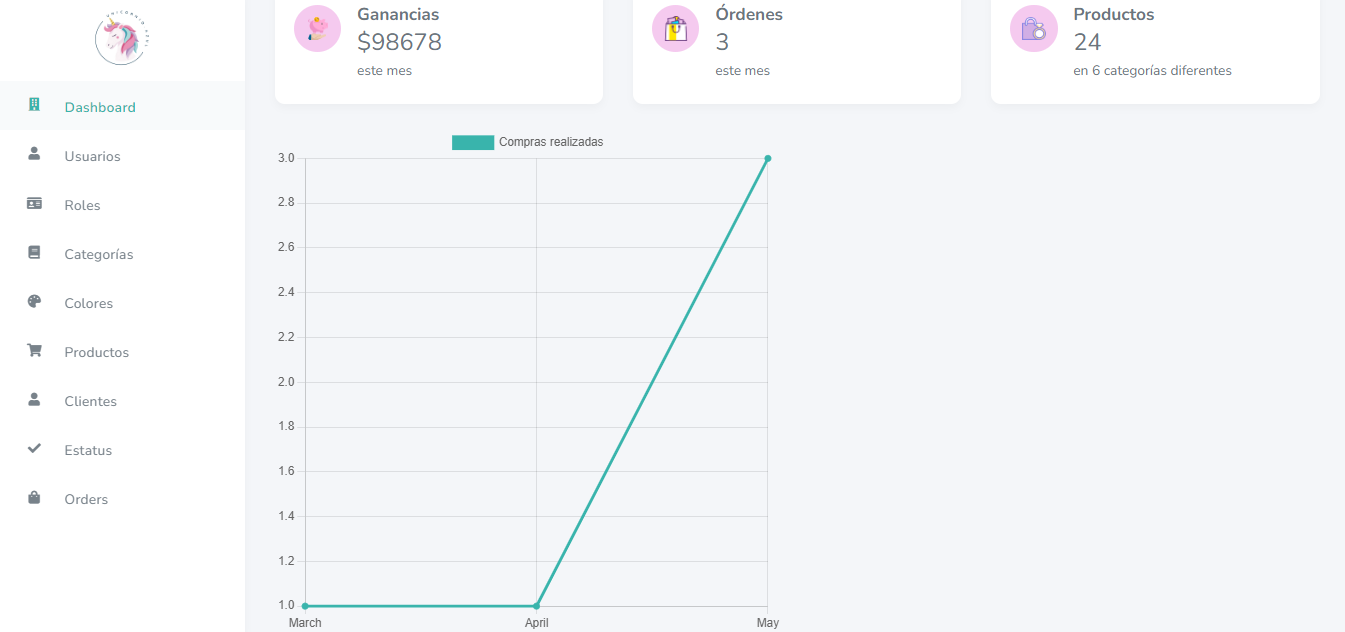 UNICORNIO
Dashboard
Usuarios
Roles
Categorías
Colores
Productos
Clientes
Estatus
Orders
Ganancias
$98678
este mes
Órdenes
3
este mes
Productos
24
en 6 categorías diferentes
Compras realizadas
3.0
2.8
2.6
2.4
2.2
2.0
1.8
1.6
1.4
1.2
1.0
March
April
May